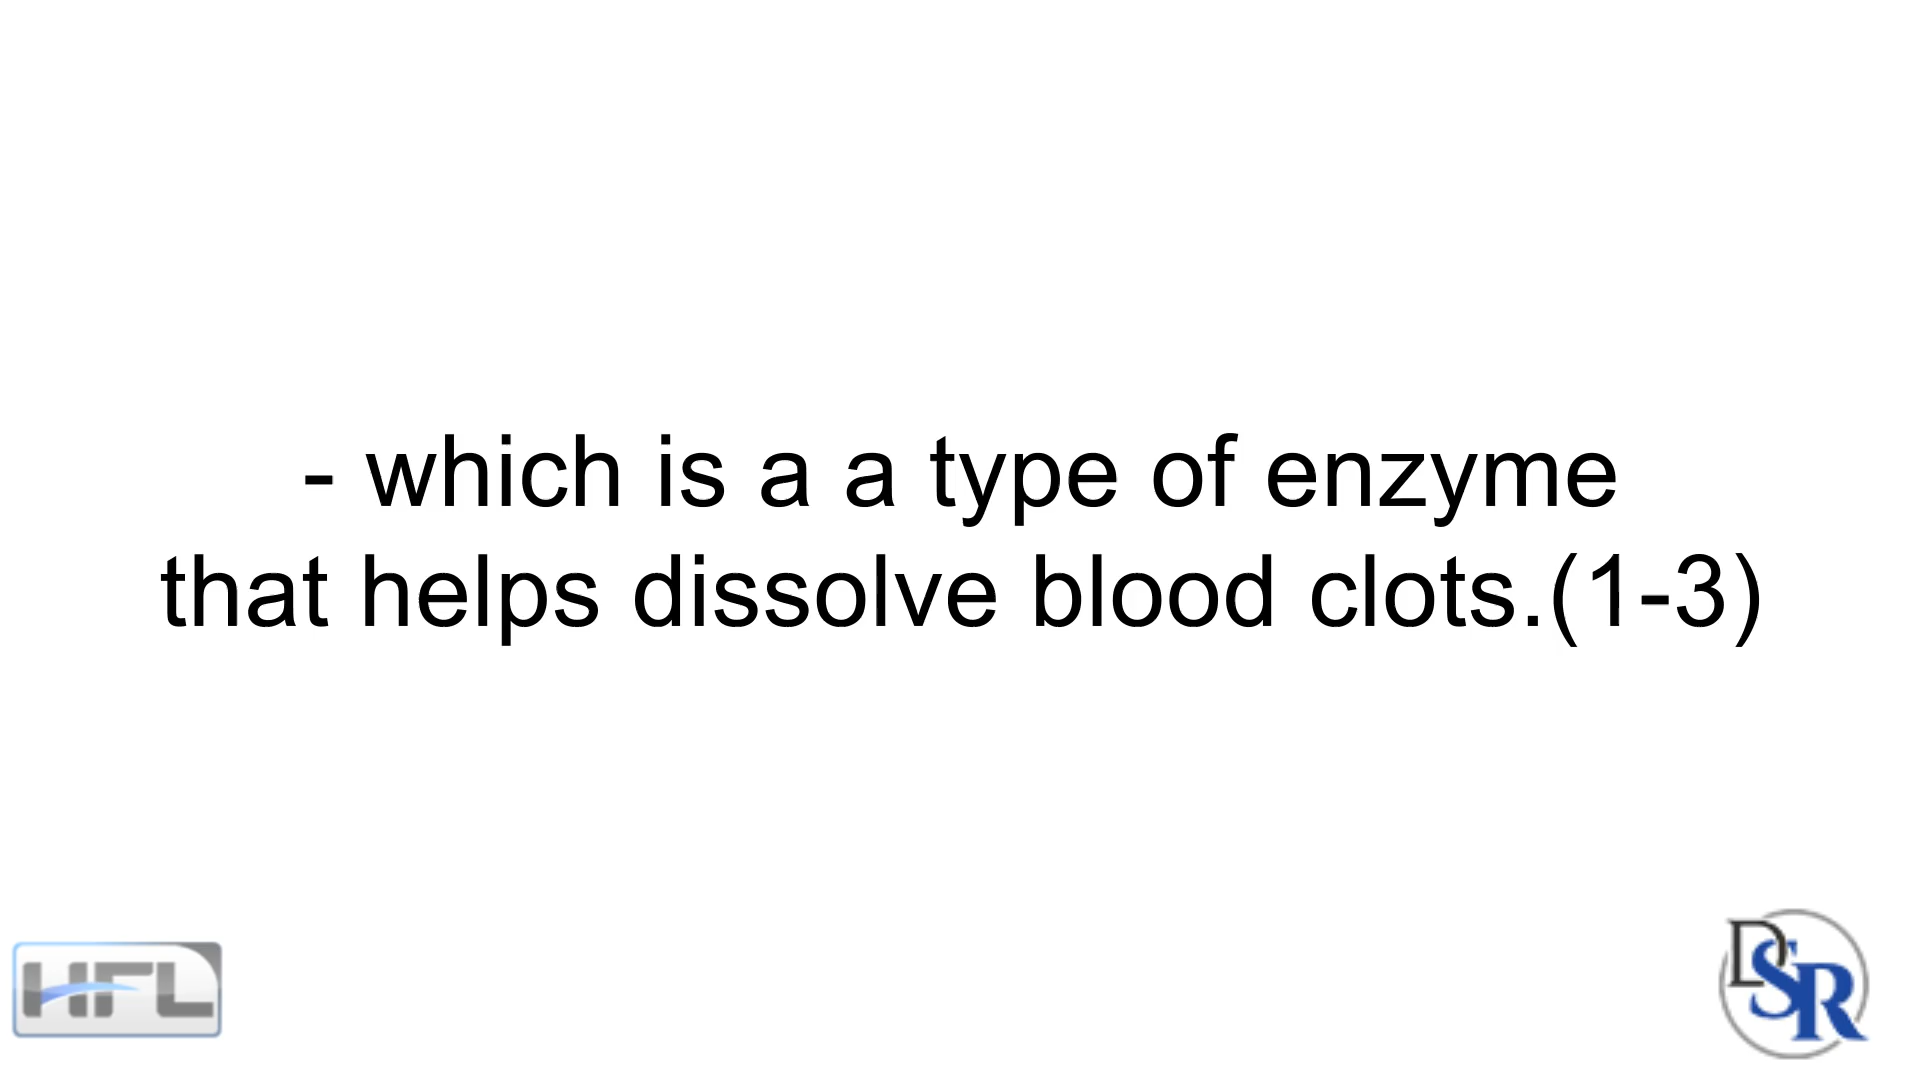 - which is a a type of enzyme
that helps dissolve blood clots.(1-3)
HFL
DSR